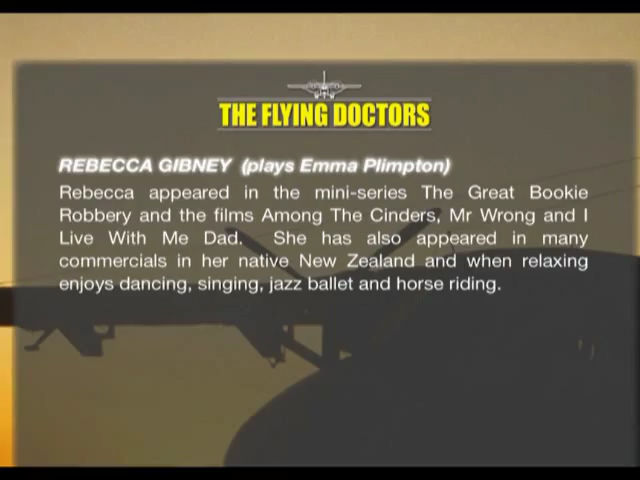 THE FLYING DOCTORS
REBECCA GIBNEY (plays Emma Plimpton)
Rebecca appeared in the mini-series The Great Bookie
Robbery and the films Among The Cinders, Mr Wrong and I
Live With Me Dad. She has also appeared in many
commercials in her native New Zealand and when relaxing
enjoys dancing, singing, jazz ballet and horse riding.